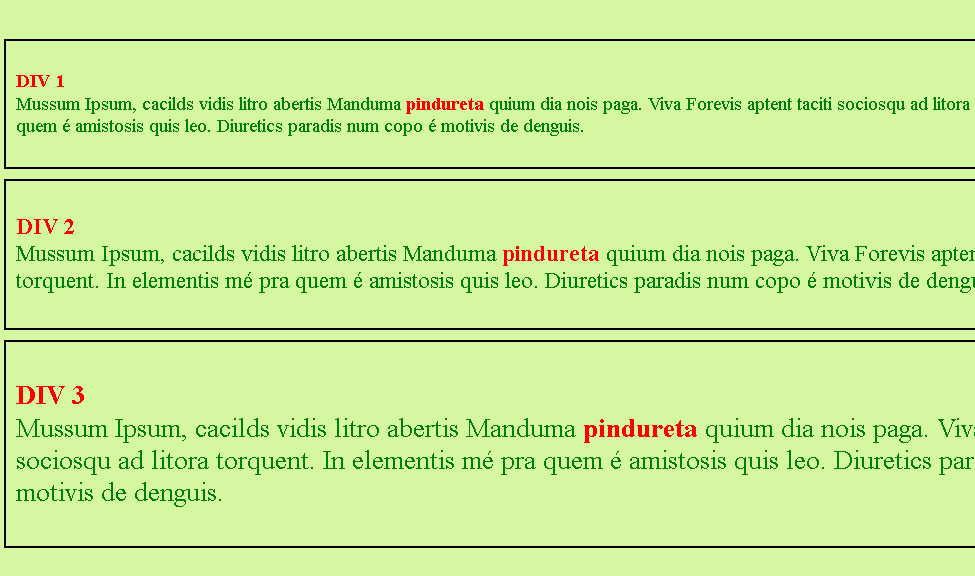 DIV 1
Mussum Ipsum, cacilds vidis litro abertis Manduma pindureta quium dia nois paga. Viva Forevis aptent taciti sociosqu ad litora
quem é amistosis quis leo. Diuretics paradis num copo é motivis de denguis.
DIV 2
Mussum Ipsum, cacilds vidis litro abertis Manduma pindureta quium dia nois paga. Viva Forevis apten
torquent. In elementis mé pra quem é amistosis quis leo. Diuretics paradis num copo é motivis de dengu
DIV 3
Mussum Ipsum, cacilds vidis litro abertis Manduma pindureta quium dia nois paga. Viva
sociosqu ad litora torquent. In elementis mé pra quem é amistosis quis leo. Diuretics par
motivis de denguis.